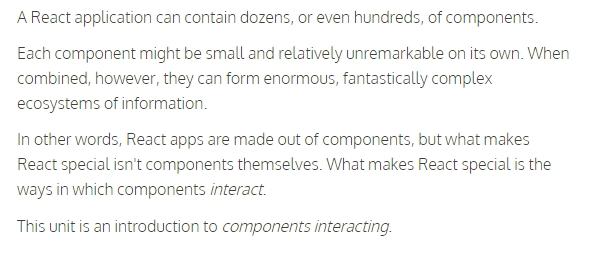 A React application can contain dozens, or even hundreds, of components.
Each component might be small and relatively unremarkable on its own. When
combined, however, they can form enormous, fantastically complex
ecosystems of information.
In other words, React apps are made out of components, but what makes
React special isn't components themselves. What makes React special is the
ways in which components interact.
This unit is an introduction to components interacting.